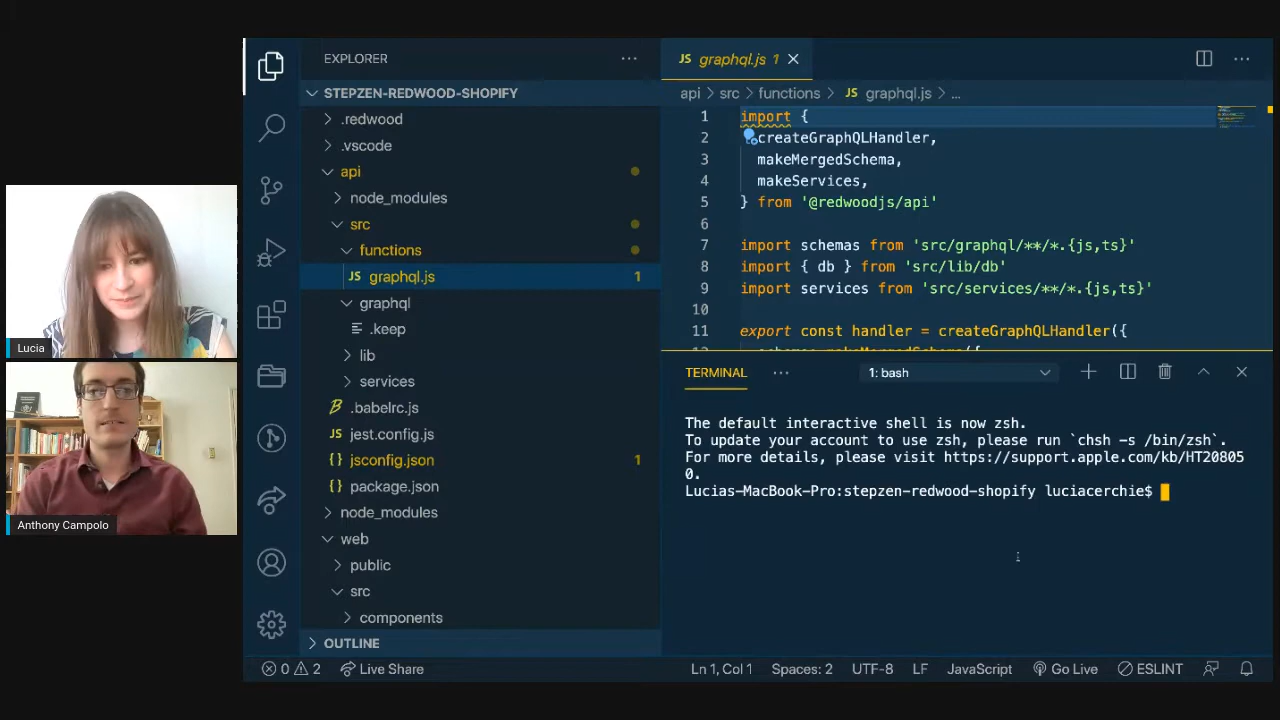 Lucia
Anthony Campolo
EXPLORER
STEPZEN-REDWOOD-SHOPIFY
.redwood
.vscode
api
node_modules
src
functions
JS graphql.js 1
graphql
.keep
lib
services
.babelrc.js
JS jest.config.js
{} jsconfig.json 1
package.json
node_modules
web
public
src
components
OUTLINE
JS graphql.js 1
api > src > functions > JS graphql.js > ...
1 import {
2 createGraphQLHandler,
3 makeMergedSchema,
4 makeServices,
5 } from '@redwoodjs/api'
6
7 import schemas from 'src/graphql/**/*.{js,ts}'
8 import { db } from 'src/lib/db'
9 import services from 'src/services/**/*.{js,ts}'
10
11 export const handler = createGraphQLHandler({
TERMINAL
1: bash
The default interactive shell is now zsh.
To update your account to use zsh, please run `chsh -s /bin/zsh`.
For more details, please visit https://support.apple.com/kb/HT20805
0.
Lucias-MacBook-Pro:stepzen-redwood-shopify luciacerchie$
0 2 Live Share
Ln 1, Col 1 Spaces: 2 UTF-8 LF JavaScript Go Live ESLINT